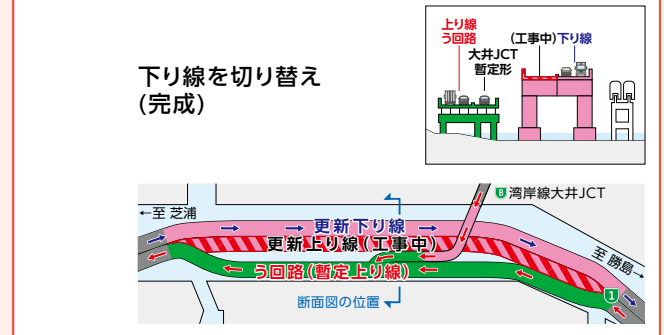 下り線を切り替え
(完成)
上り線
う回路
(工事中)下り線
大井JCT
暫定形
B 湾岸線大井JCT
←至 芝浦
更新下り線
更新上り線(工事中)
う回路(暫定上り線)
至 勝島→
断面図の位置
1